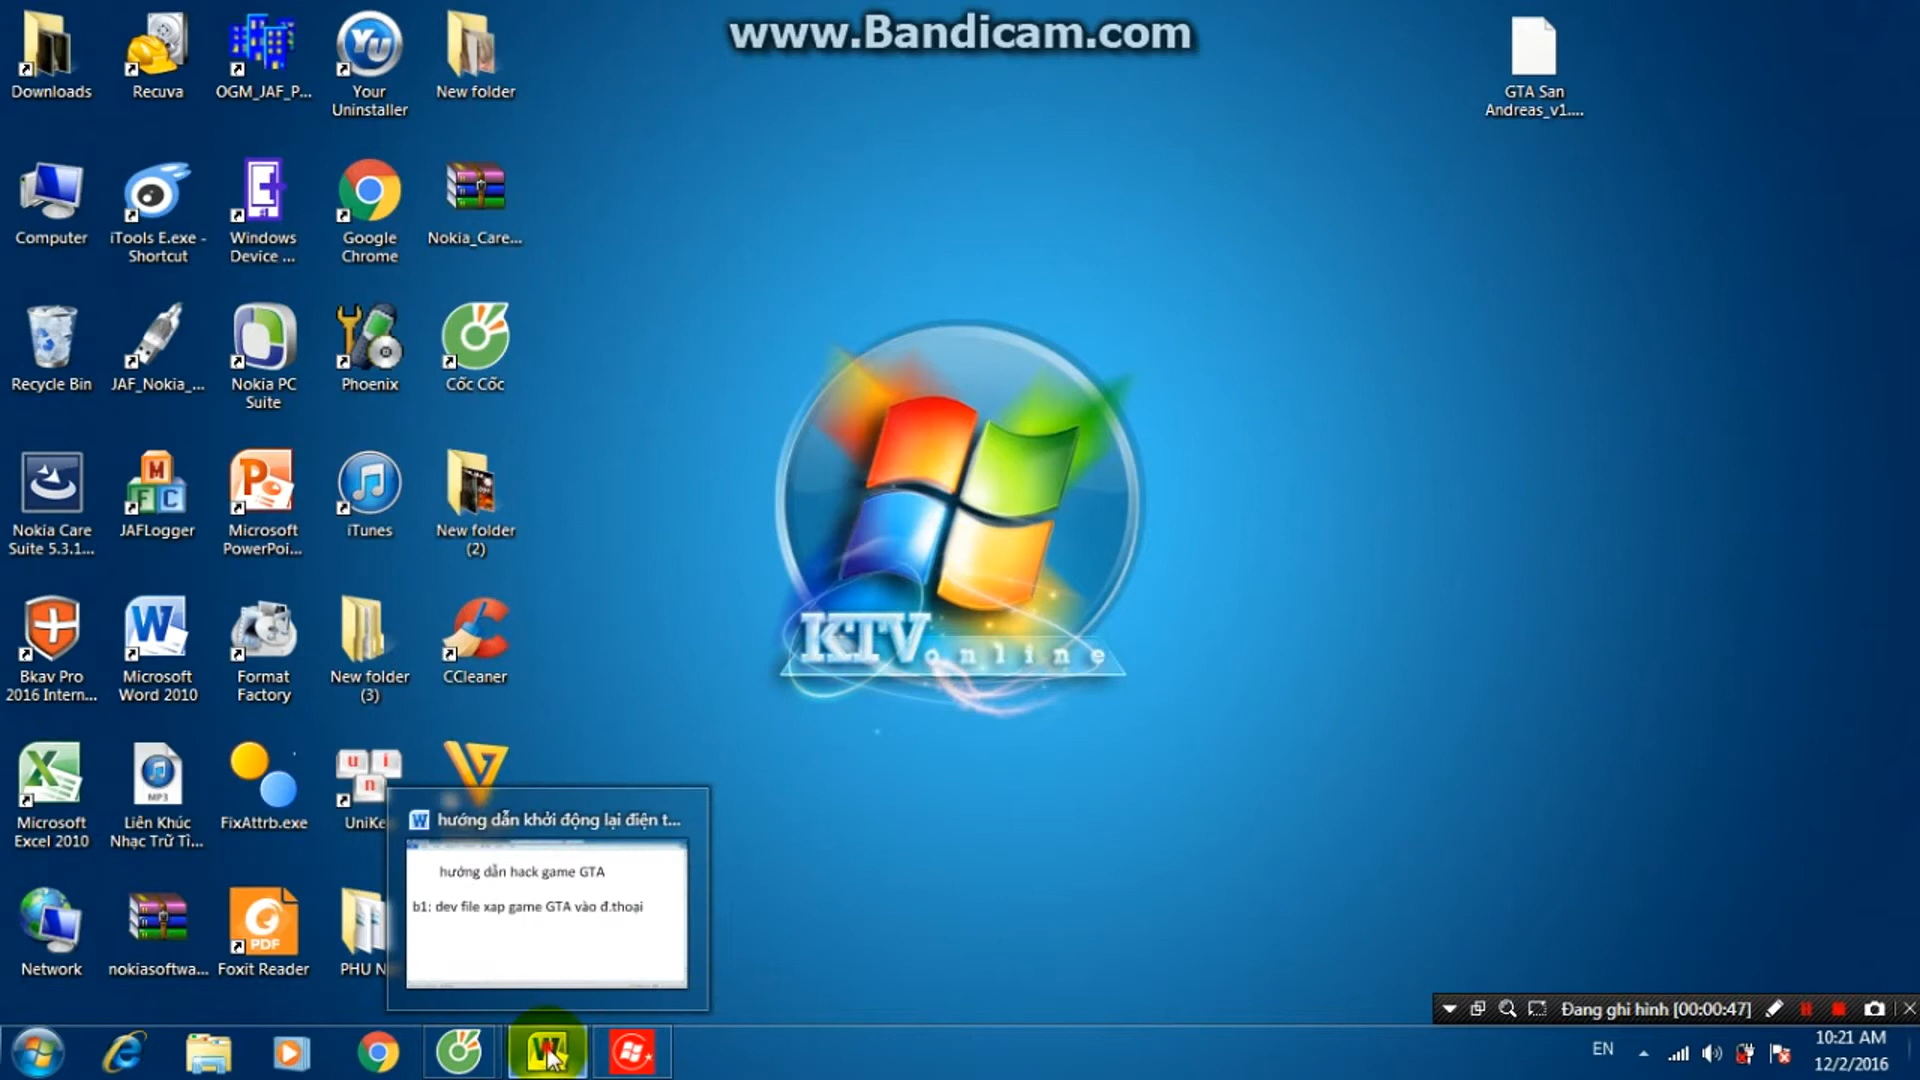 www.Bandicam.com
Downloads
Recuva
OGM_JAF_P...
Your
Uninstaller
New folder
GTA San
Andreas_v1....
Computer
iTools E.exe -
Shortcut
Windows
Device ...
Google
Chrome
Nokia_Care...
Recycle Bin
JAF_Nokia_...
Nokia PC
Suite
Phoenix
Cốc Cốc
Nokia Care
Suite 5.3.1...
JAFLogger
Microsoft
PowerPoi...
iTunes
New folder
(2)
KTVonline
Bkav Pro
2016 Intern...
Microsoft
Word 2010
Format
Factory
New folder
(3)
CCleaner
Microsoft
Excel 2010
Liên Khúc
Nhạc Trữ Tì...
FixAttrb.exe
UniKe
hướng dẫn khởi động lại điện t...
hướng dẫn hack game GTA
b1: dev file xap game GTA vào đ.thoại
Network
nokiasoftwa...
Foxit Reader
PHU N
Đang ghi hình [00:00:47]
EN
10:21 AM
12/2/2016